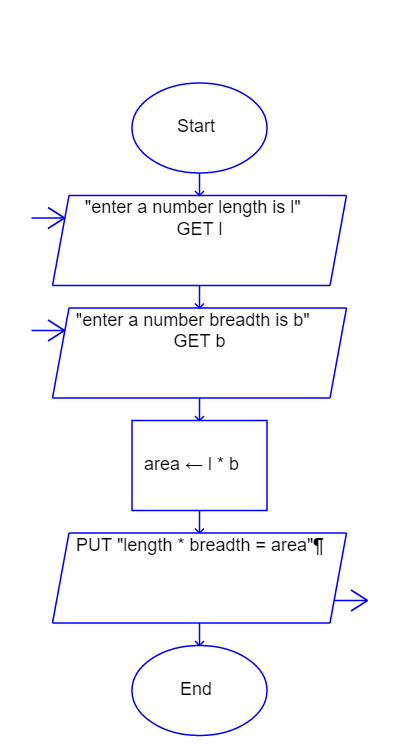 Start
"enter a number length is l"
GET l
"enter a number breadth is b"
GET b
area ← l * b
PUT "length * breadth = area"¶
End